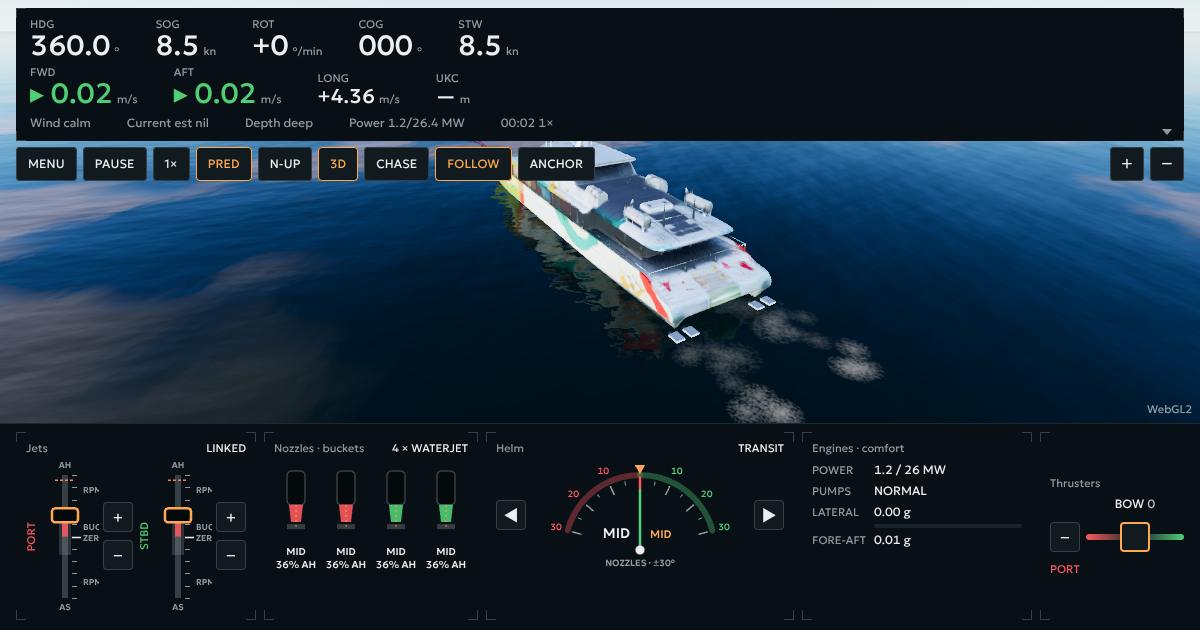 HDG SOG ROT COG STW
360.0 ° 8.5 kn +0 °/min 000 ° 8.5 kn
FWD AFT LONG UKC
▶ 0.02 m/s ▶ 0.02 m/s +4.36 m/s — m
Wind calm Current est nil Depth deep Power 1.2/26.4 MW 00:02 1×
MENU PAUSE 1× PRED N-UP 3D CHASE FOLLOW ANCHOR + −
WebGL2
Jets LINKED
AH AH
RPM RPM
PORT STBD
+ +
BUC BUC
ZER ZER
− −
RPM RPM
AS AS
Nozzles · buckets 4 × WATERJET
MID MID MID MID
36% AH 36% AH 36% AH 36% AH
Helm TRANSIT
10 10
20 20
30 30
◀ ▶
MID MID
NOZZLES · ±30°
Engines · comfort
POWER 1.2 / 26 MW
PUMPS NORMAL
LATERAL 0.00 g
FORE-AFT 0.01 g
Thrusters
BOW 0
−
PORT